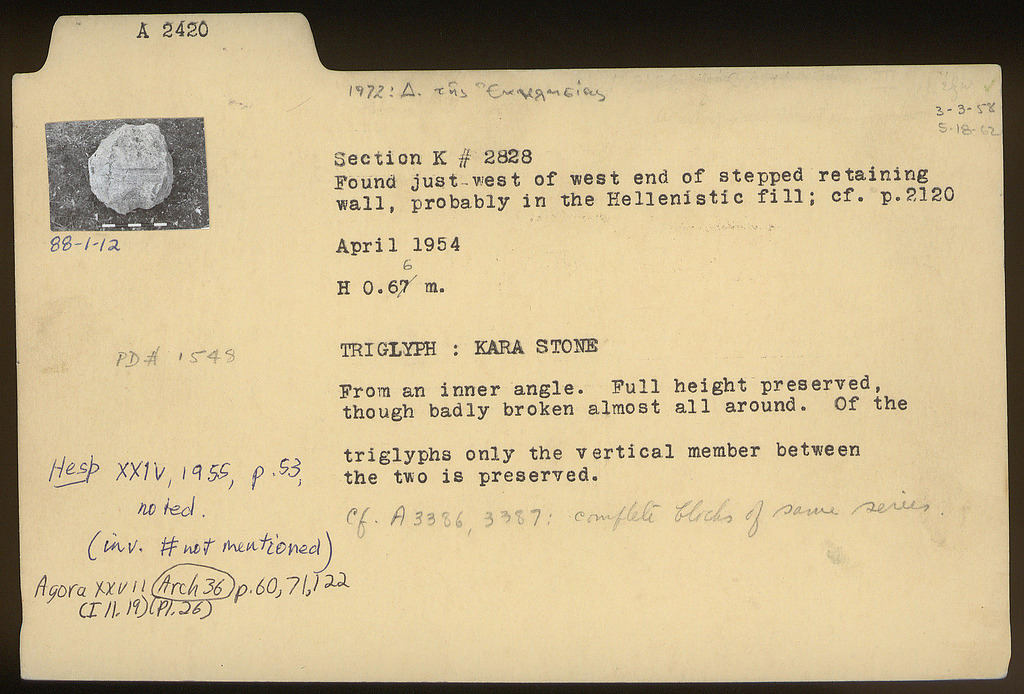 A 2420
1972: Δ. τῆς Ἐκκλησίας
3-3-58
5-18-62
Section K # 2828
Found just west of west end of stepped retaining
wall, probably in the Hellenistic fill; cf. p.2120
88-1-12
April 1954
6
H 0.67 m.
PD# 1548
TRIGLYPH : KARA STONE
From an inner angle. Full height preserved,
though badly broken almost all around. Of the
triglyphs only the vertical member between
the two is preserved.
Cf. A 3386, 3387: complete blocks of same series.
Hesp XXIV, 1955, p. 53,
noted.
(inv. # not mentioned)
Agora XXVII Arch 36 p. 60, 71, 122
(Ill. 19) (Pl. 26)